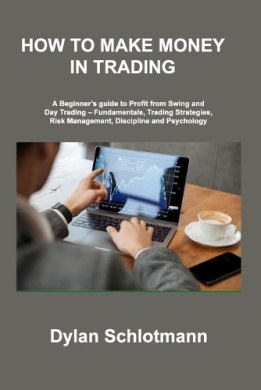 HOW TO MAKE MONEY
IN TRADING
A Beginner's guide to Profit from Swing and
Day Trading – Fundamentals, Trading Strategies,
Risk Management, Discipline and Psychology
Dylan Schlotmann